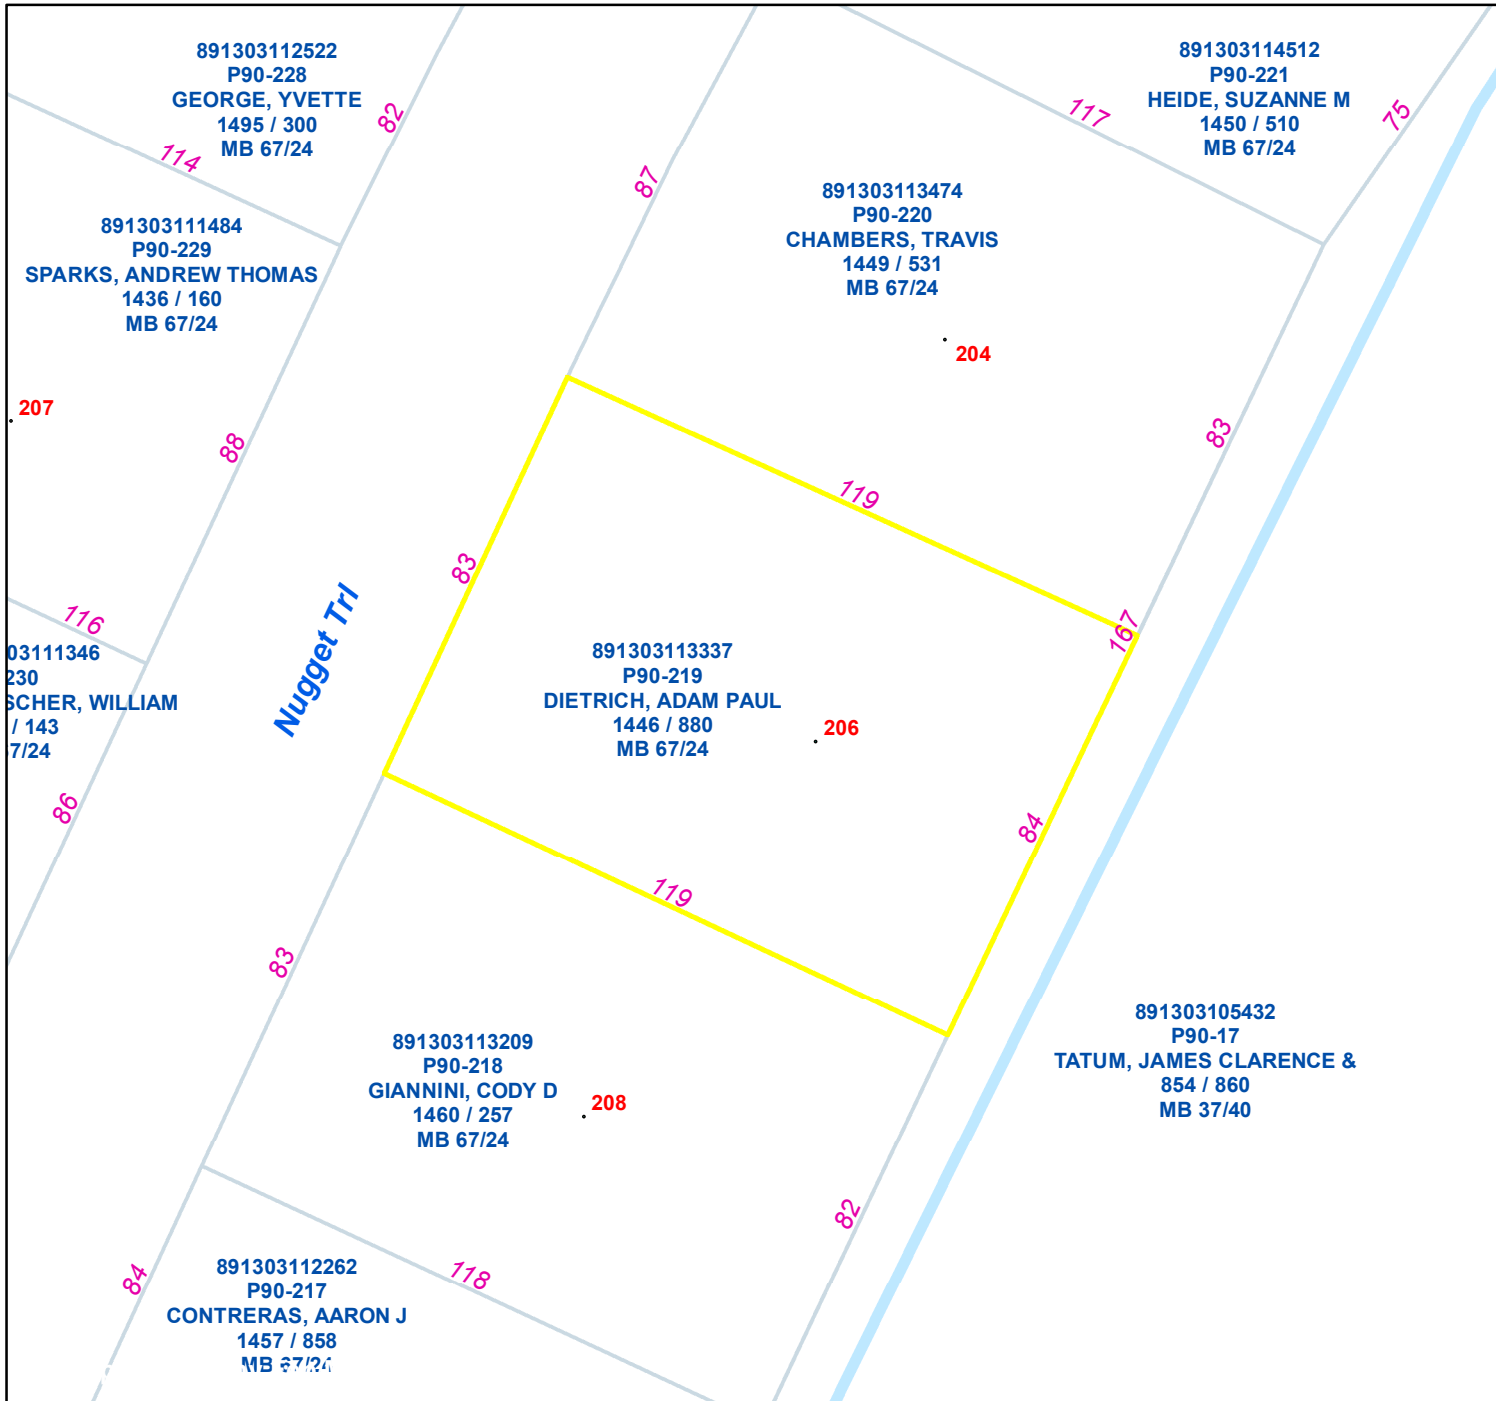 891303112522
P90-228
GEORGE, YVETTE
1495 / 300
MB 67/24
82
114
891303111484
P90-229
SPARKS, ANDREW THOMAS
1436 / 160
MB 67/24
207
88
116
03111346
230
SCHER, WILLIAM
/ 143
7/24
86
Nugget Trl
87
117
891303114512
P90-221
HEIDE, SUZANNE M
1450 / 510
MB 67/24
75
891303113474
P90-220
CHAMBERS, TRAVIS
1449 / 531
MB 67/24
204
83
119
83
167
891303113337
P90-219
DIETRICH, ADAM PAUL
1446 / 880
MB 67/24
206
84
119
83
891303113209
P90-218
GIANNINI, CODY D
1460 / 257
MB 67/24
208
82
891303105432
P90-17
TATUM, JAMES CLARENCE &
854 / 860
MB 37/40
84
118
891303112262
P90-217
CONTRERAS, AARON J
1457 / 858
MB 67/24